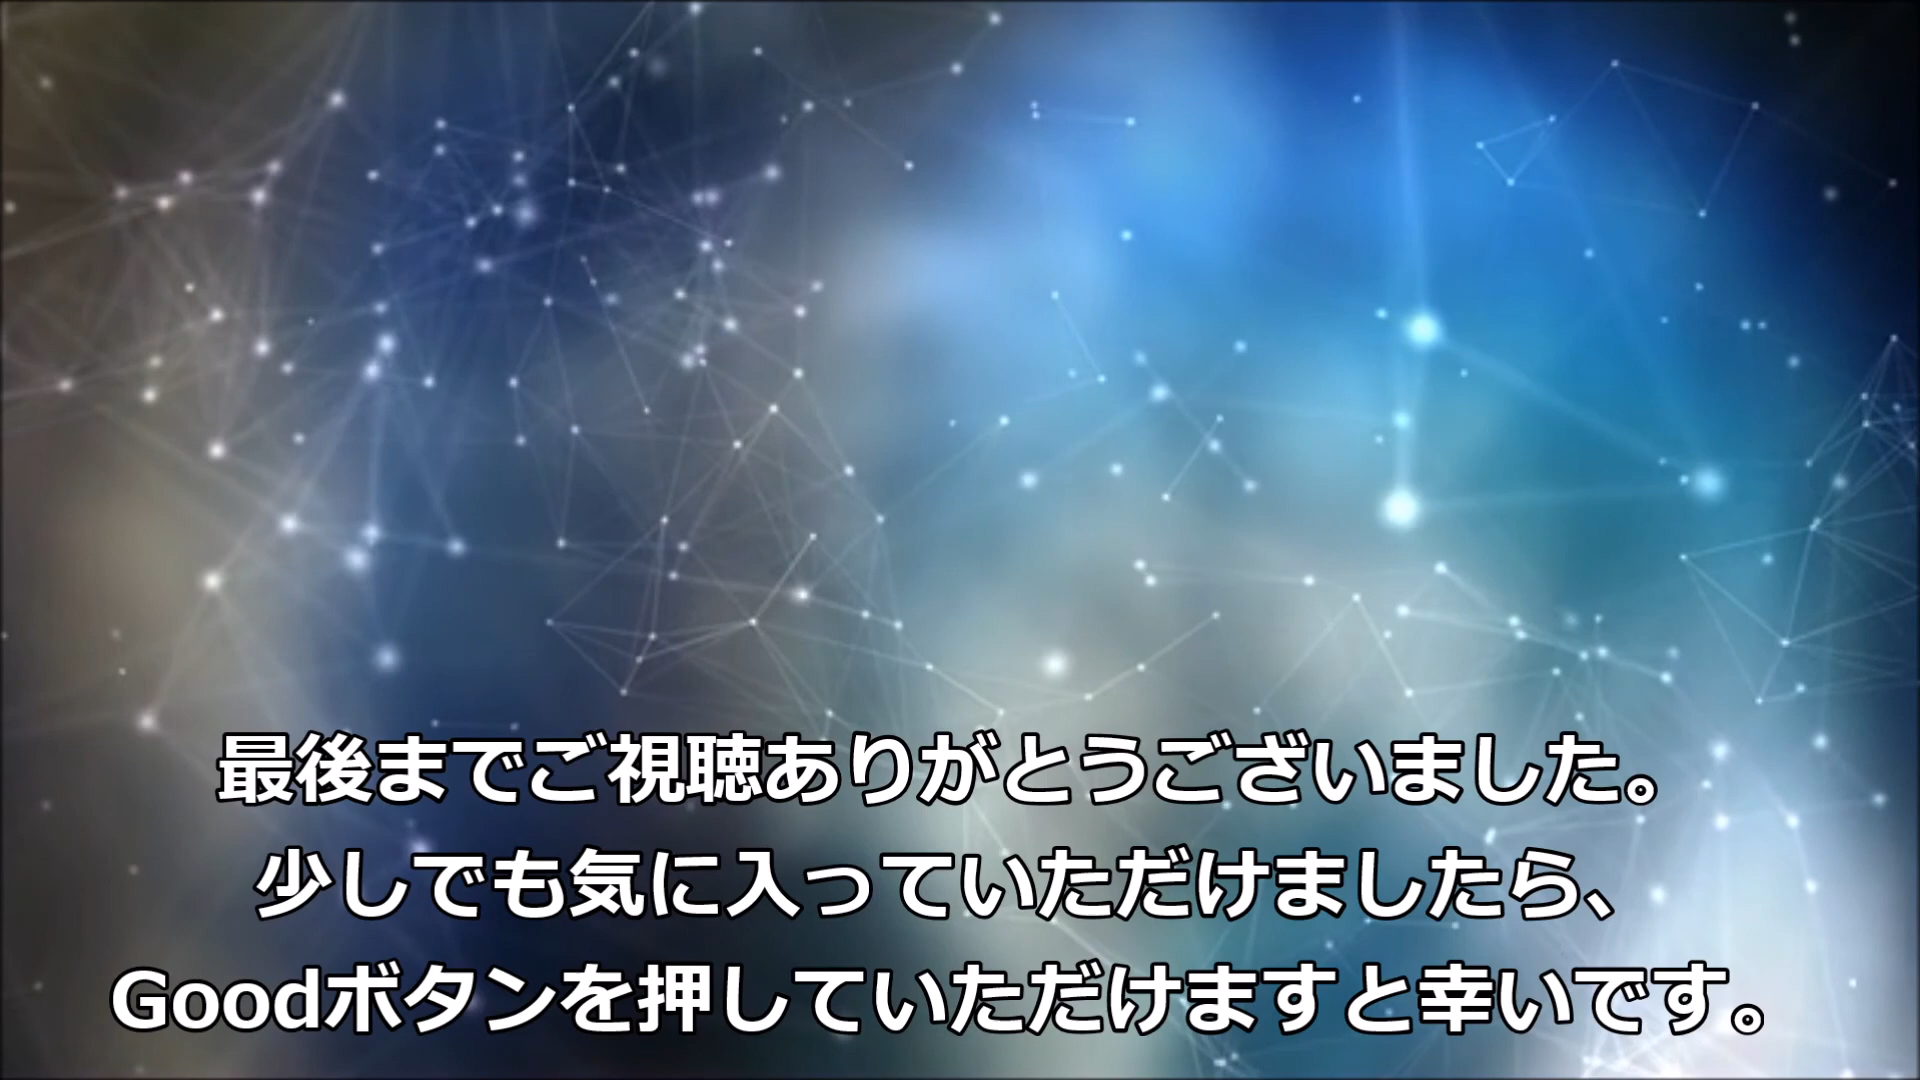 最後までご視聴ありがとうございました。
少しでも気に入っていただけましたら、
Goodボタンを押していただけますと幸いです。